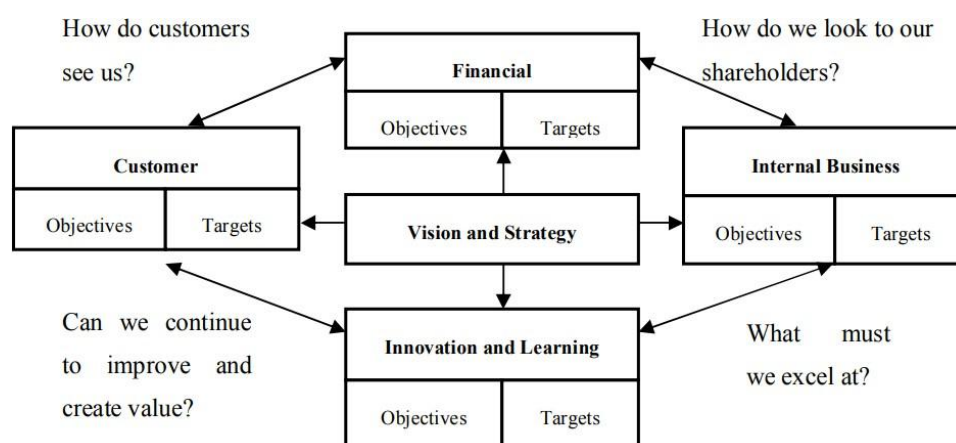 How do customers
see us?
How do we look to our
shareholders?
Financial
Objectives Targets
Customer
Objectives Targets
Internal Business
Objectives Targets
Vision and Strategy
Can we continue
to improve and
create value?
Innovation and Learning
Objectives Targets
What must
we excel at?